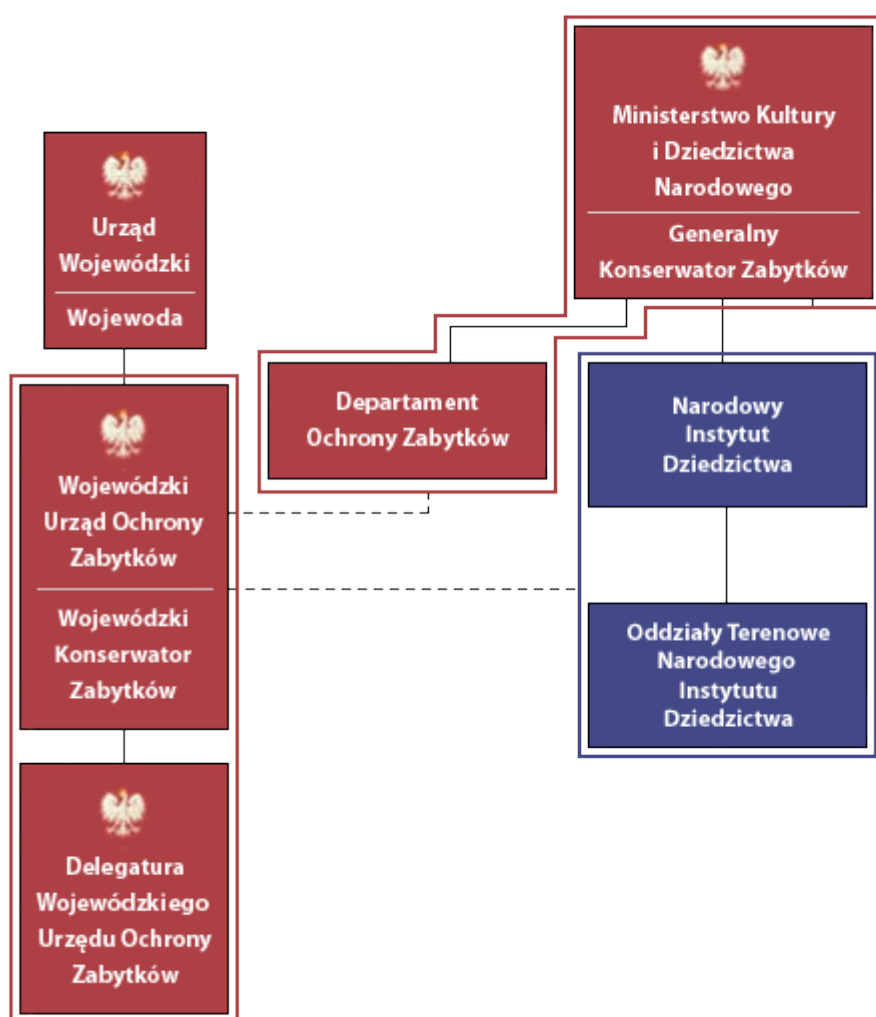 Ministerstwo Kultury
i Dziedzictwa
Narodowego
Generalny
Konserwator Zabytków
Urząd
Wojewódzki
Wojewoda
Departament
Ochrony Zabytków
Narodowy
Instytut
Dziedzictwa
Wojewódzki
Urząd Ochrony
Zabytków
Wojewódzki
Konserwator
Zabytków
Oddziały Terenowe
Narodowego
Instytutu
Dziedzictwa
Delegatura
Wojewódzkiego
Urzędu Ochrony
Zabytków